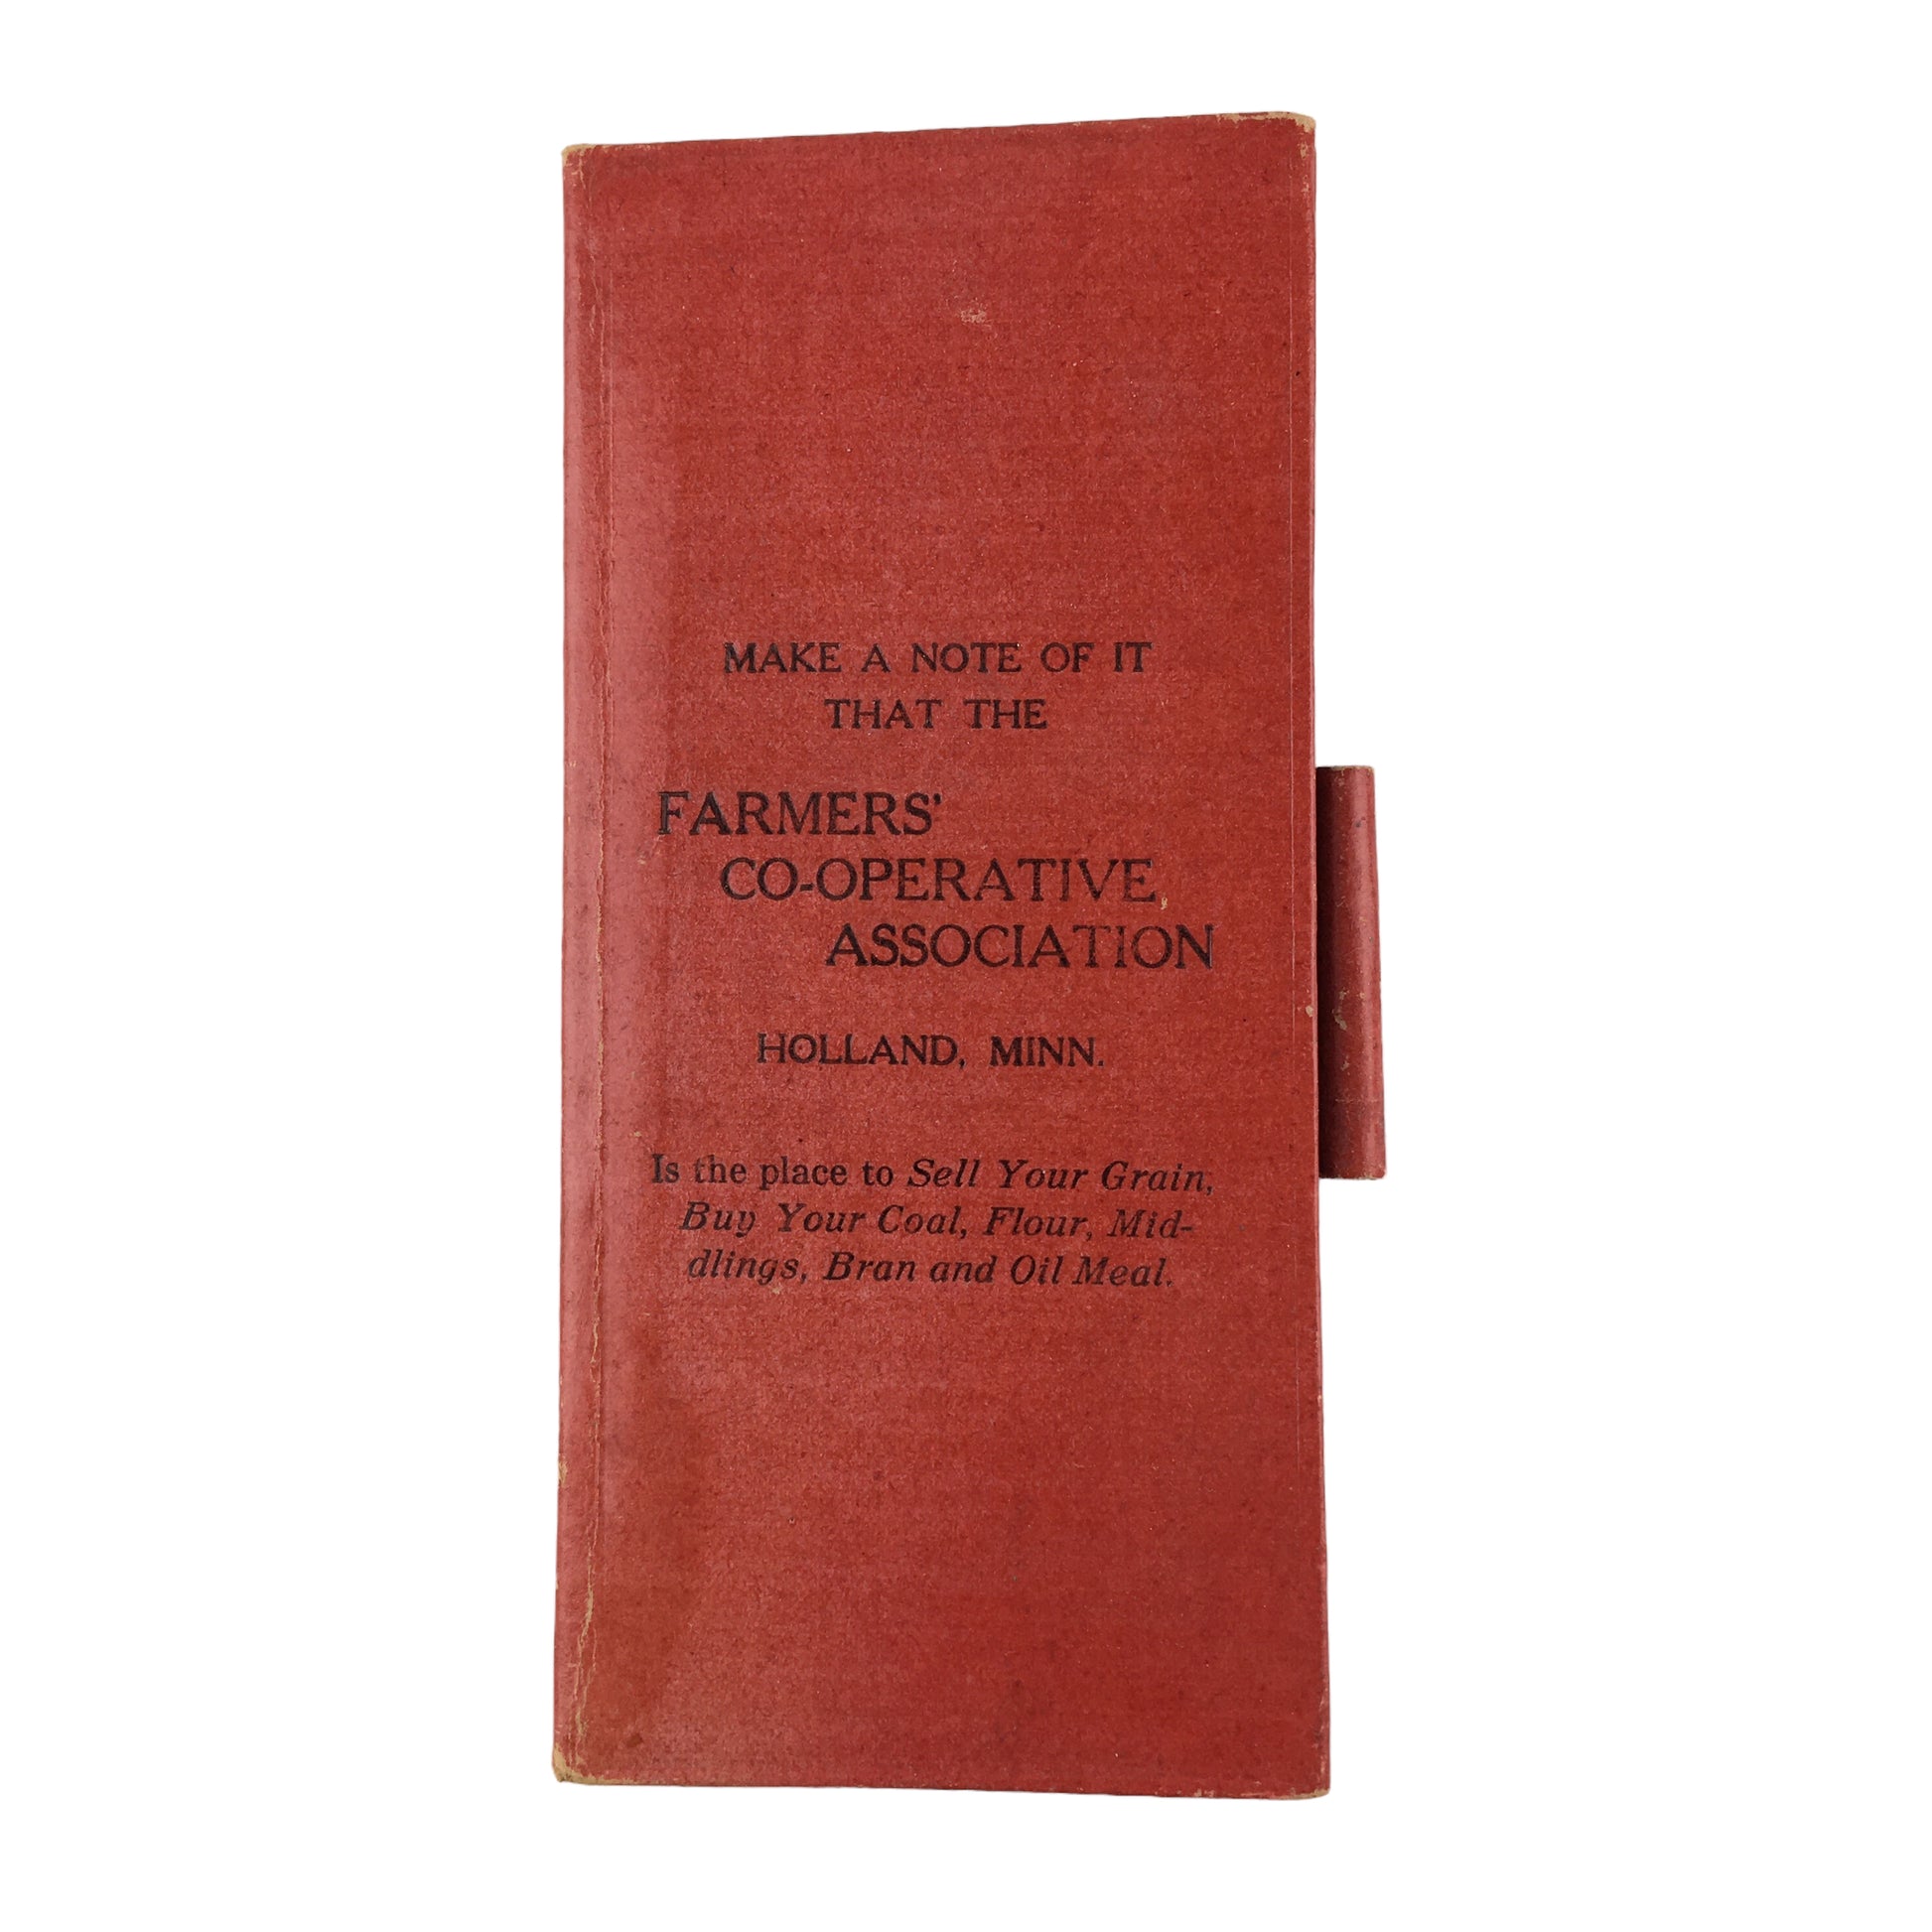 MAKE A NOTE OF IT
THAT THE
FARMERS'
CO-OPERATIVE
ASSOCIATION
HOLLAND, MINN.
Is the place to Sell Your Grain,
Buy Your Coal, Flour, Mid-
dlings, Bran and Oil Meal.